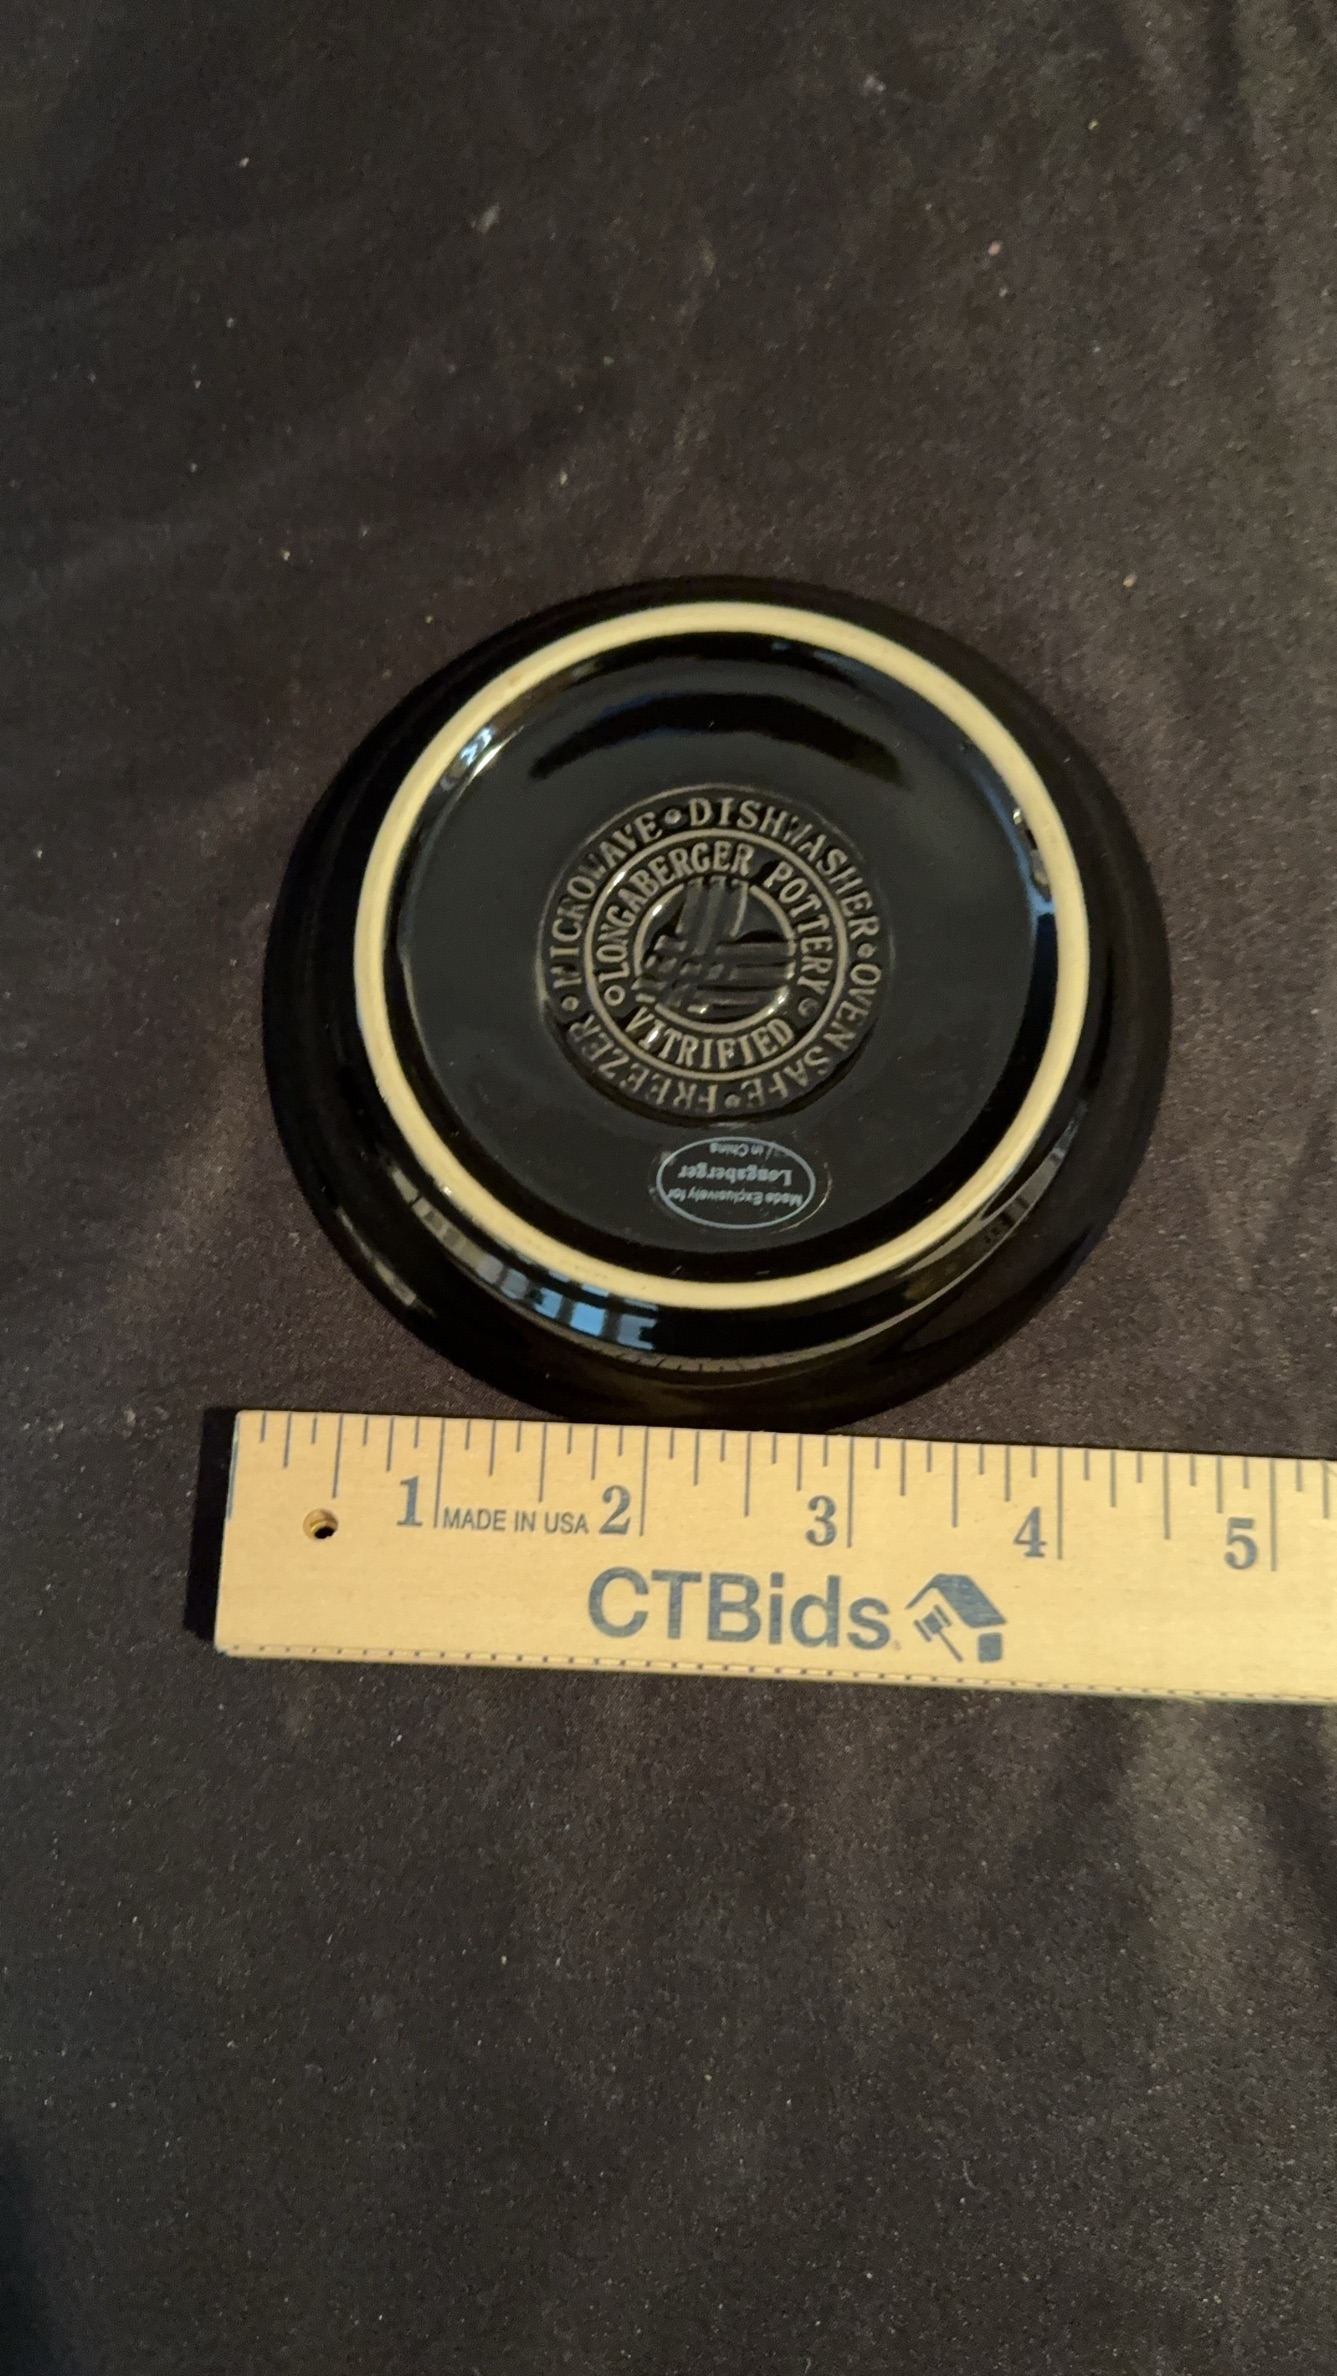 MICROWAVE • DISHWASHER • OVEN SAFE • FREEZER •
LONGABERGER POTTERY
VITRIFIED
Made Exclusively for
Longaberger
in China
1 2 3 4 5
MADE IN USA
CTBids